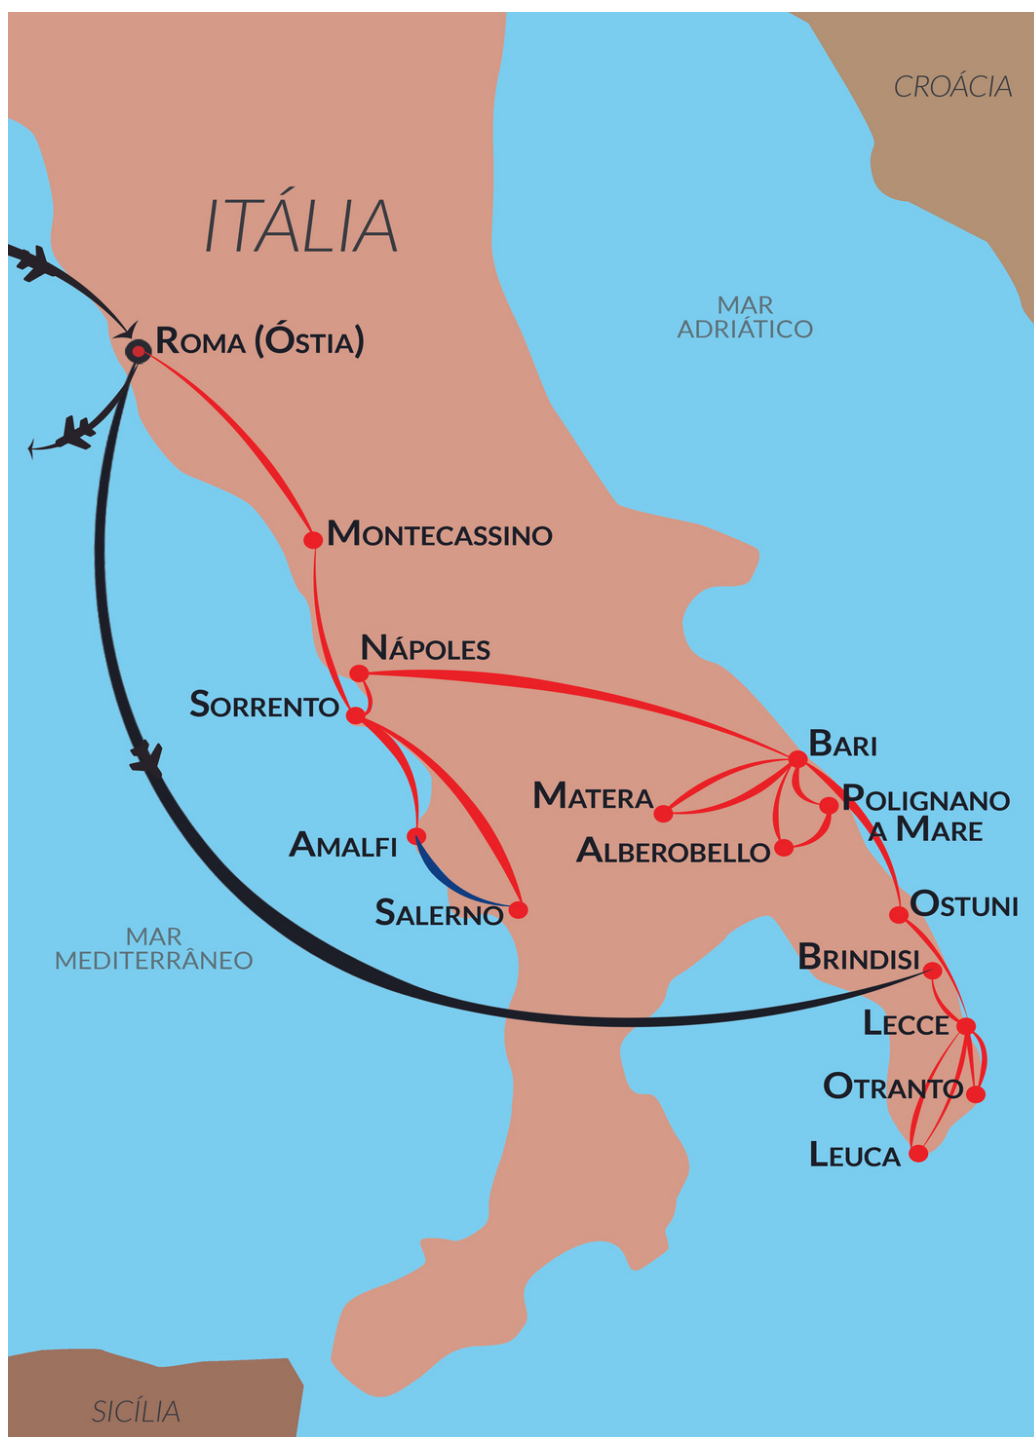 CROÁCIA
ITÁLIA
MAR
ADRIÁTICO
ROMA (ÓSTIA)
MONTECASSINO
NÁPOLES
SORRENTO
BARI
MATERA
POLIGNANO
A MARE
AMALFI
ALBEROBELLO
SALERNO
OSTUNI
MAR
MEDITERRÂNEO
BRINDISI
LECCE
OTRANTO
LEUCA
SICÍLIA